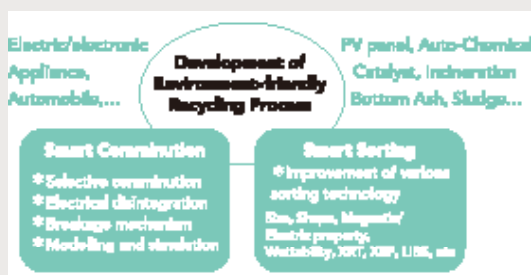 Electric/electronic
Appliance,
Automobile,...
Development of
Environment-friendly
Recycling Process
PV panel, Auto-Chemical
Catalyst, Incineration
Bottom Ash, Sludge...
Smart Comminution
*Selective comminution
*Electrical disintegration
*Breakage mechanism
*Modelling and simulation
Smart Sorting
*Improvement of various
sorting technology
Size, Shape, Magnetic/
Electric property,
Wettability, XRT, XRF, LIBS, etc